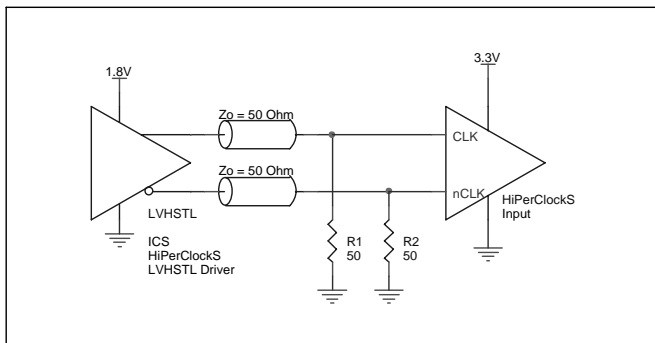 1.8V
3.3V
Zo = 50 Ohm
Zo = 50 Ohm
CLK
nCLK
HiPerClockS
Input
LVHSTL
ICS
HiPerClockS
LVHSTL Driver
R1
50
R2
50